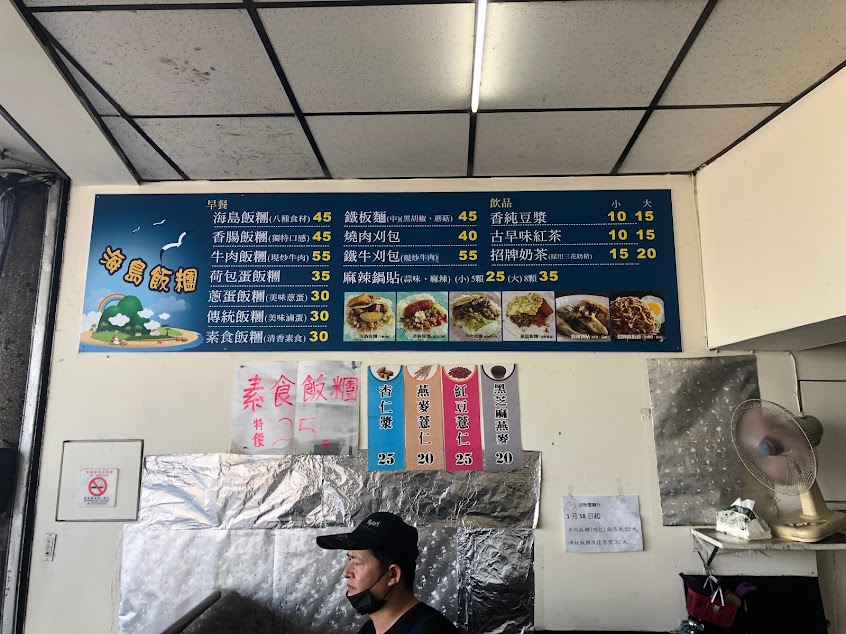 海島飯糰
早餐
海島飯糰(八種食材) 45
香腸飯糰(獨特口感) 45
牛肉飯糰(現炒牛肉) 55
荷包蛋飯糰 35
蔥蛋飯糰(美味蔥蛋) 30
傳統飯糰(美味滷蛋) 30
素食飯糰(清香素食) 30
鐵板麵(中)(黑胡椒、蘑菇) 45
燒肉刈包 40
鐵牛刈包(現炒牛肉) 55
麻辣鍋貼(蒜味、麻辣) (小) 5顆 25 (大) 8顆 35
飲品
小 大
香純豆漿 10 15
古早味紅茶 10 15
招牌奶茶(採用三花奶精) 15 20
素食飯糰
特優 25
杏仁漿 25
燕麥薏仁 20
紅豆薏仁 25
黑芝麻燕麥 20